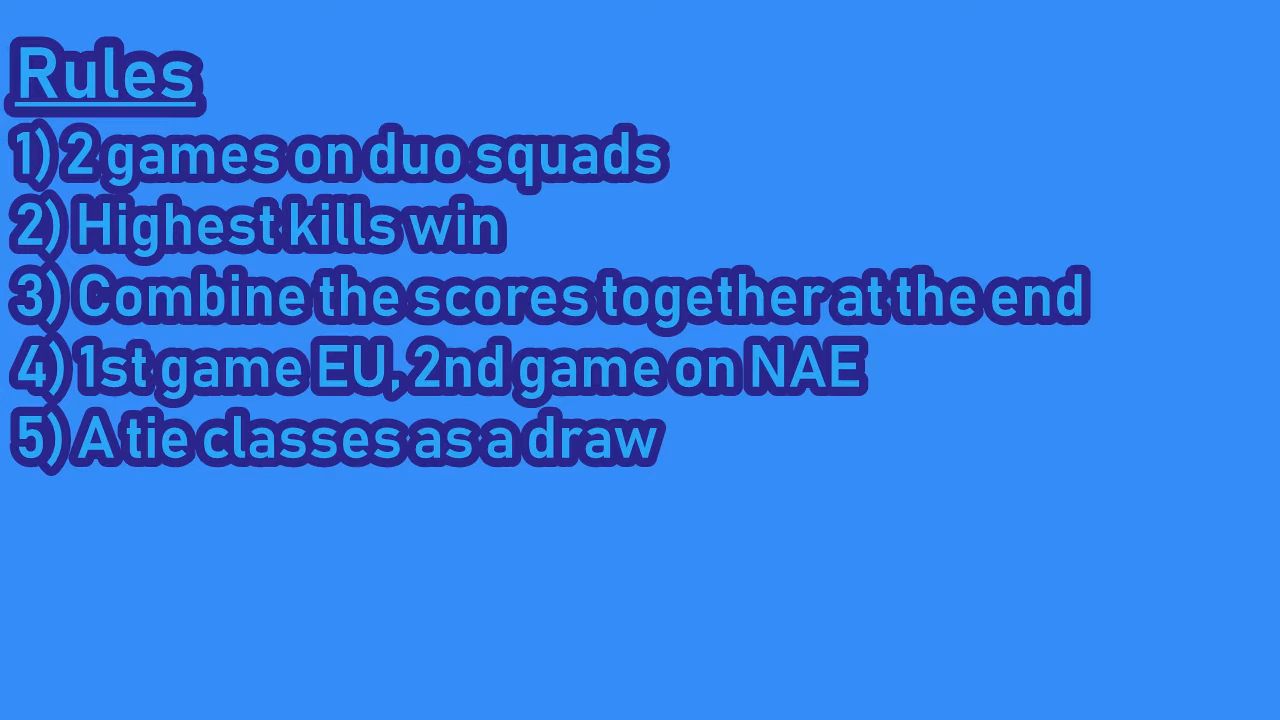 Rules
1) 2 games on duo squads
2) Highest kills win
3) Combine the scores together at the end
4) 1st game EU, 2nd game on NAE
5) A tie classes as a draw